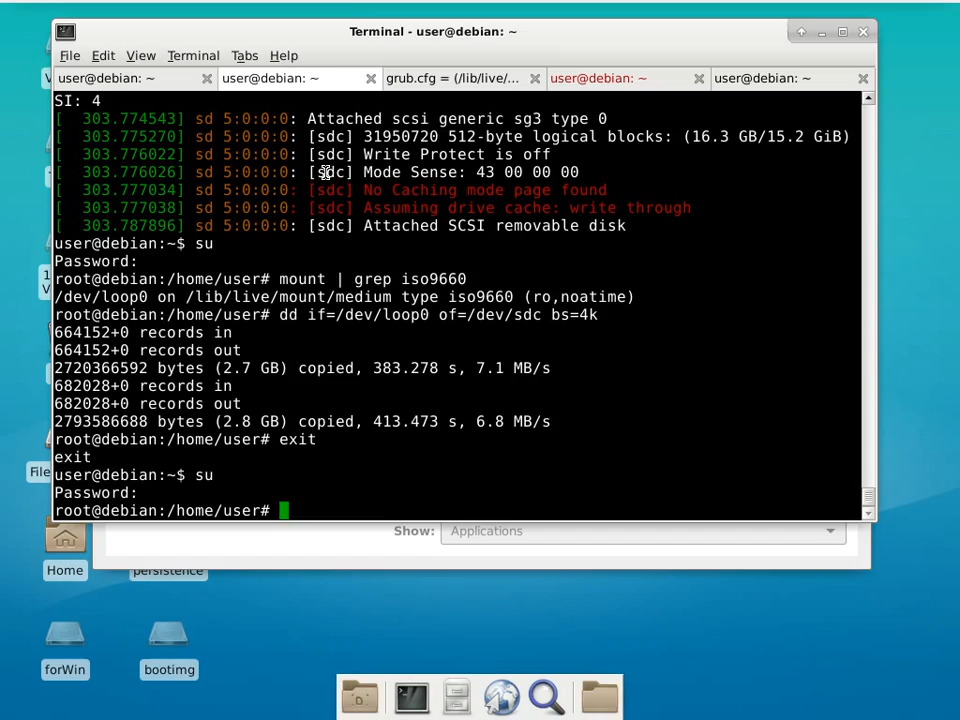 Terminal - user@debian: ~
File Edit View Terminal Tabs Help
user@debian: ~ user@debian: ~ grub.cfg = (/lib/live/... user@debian: ~ user@debian: ~
SI: 4
[  303.774543] sd 5:0:0:0: Attached scsi generic sg3 type 0
[  303.775270] sd 5:0:0:0: [sdc] 31950720 512-byte logical blocks: (16.3 GB/15.2 GiB)
[  303.776022] sd 5:0:0:0: [sdc] Write Protect is off
[  303.776026] sd 5:0:0:0: [sdc] Mode Sense: 43 00 00 00
[  303.777034] sd 5:0:0:0: [sdc] No Caching mode page found
[  303.777038] sd 5:0:0:0: [sdc] Assuming drive cache: write through
[  303.787896] sd 5:0:0:0: [sdc] Attached SCSI removable disk
user@debian:~$ su
Password:
root@debian:/home/user# mount | grep iso9660
/dev/loop0 on /lib/live/mount/medium type iso9660 (ro,noatime)
root@debian:/home/user# dd if=/dev/loop0 of=/dev/sdc bs=4k
664152+0 records in
664152+0 records out
2720366592 bytes (2.7 GB) copied, 383.278 s, 7.1 MB/s
682028+0 records in
682028+0 records out
2793586688 bytes (2.8 GB) copied, 413.473 s, 6.8 MB/s
root@debian:/home/user# exit
exit
user@debian:~$ su
Password:
root@debian:/home/user#
Show: Applications
File
Home persistence
forWin bootimg